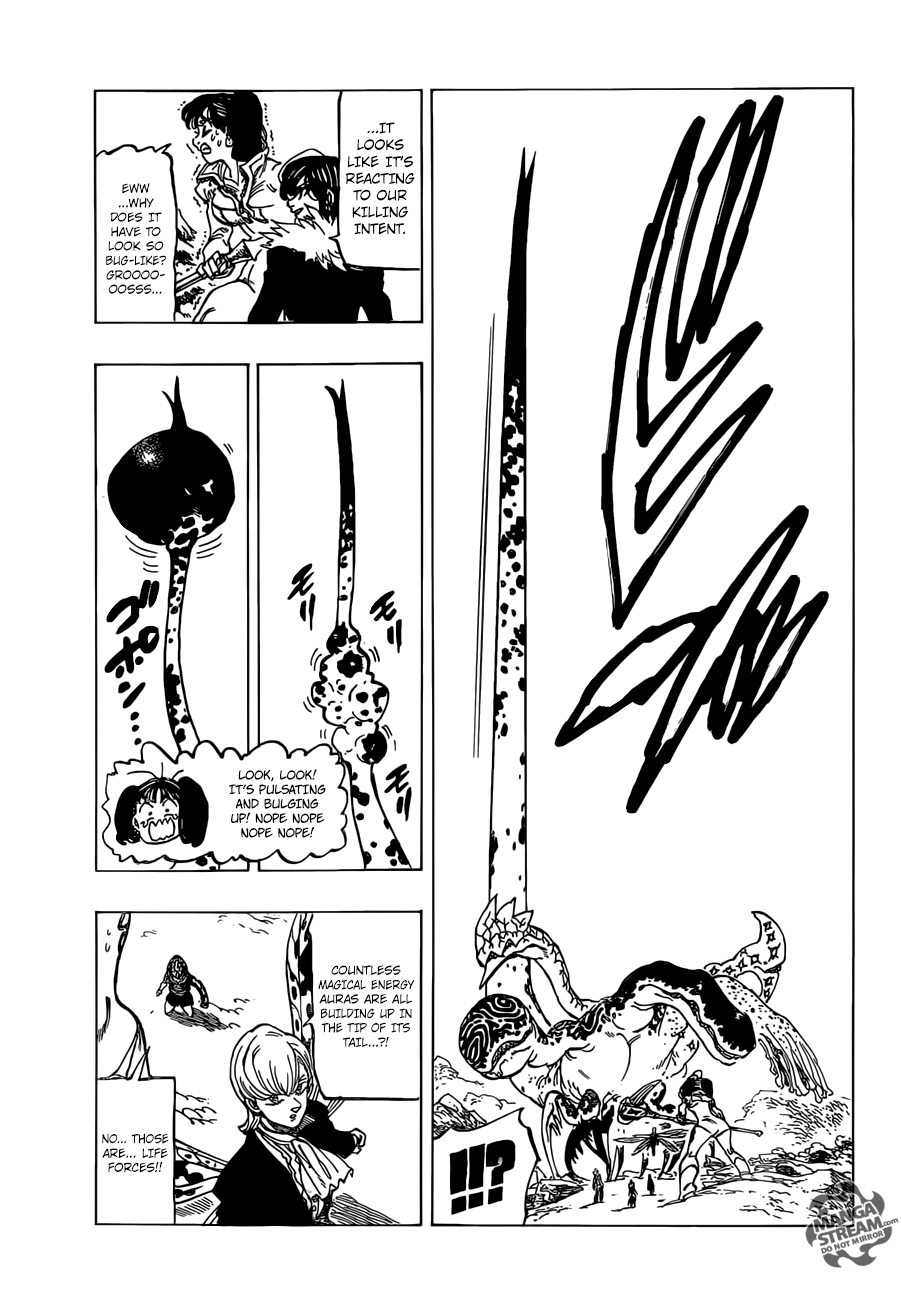 !!?
...IT
LOOKS
LIKE IT'S
REACTING
TO OUR
KILLING
INTENT.
EWW
...WHY
DOES IT
HAVE TO
LOOK SO
BUG-LIKE?
GROOOO-
OOSSS...
モリ
モリ
モリ
LOOK, LOOK!
IT'S PULSATING
AND BULGING
UP! NOPE NOPE
NOPE NOPE!
COUNTLESS
MAGICAL ENERGY
AURAS ARE ALL
BUILDING UP
IN THE TIP OF ITS
TAIL...?!
NO... THOSE
ARE... LIFE
FORCES!!
MANGA
STREAM.com
DO NOT MIRROR